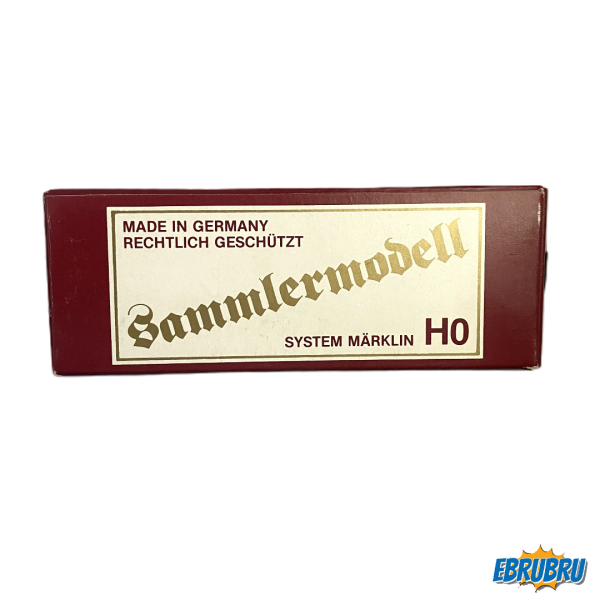 MADE IN GERMANY
RECHTLICH GESCHÜTZT
Sammlermodell
SYSTEM MÄRKLIN H0
EBRUBRU